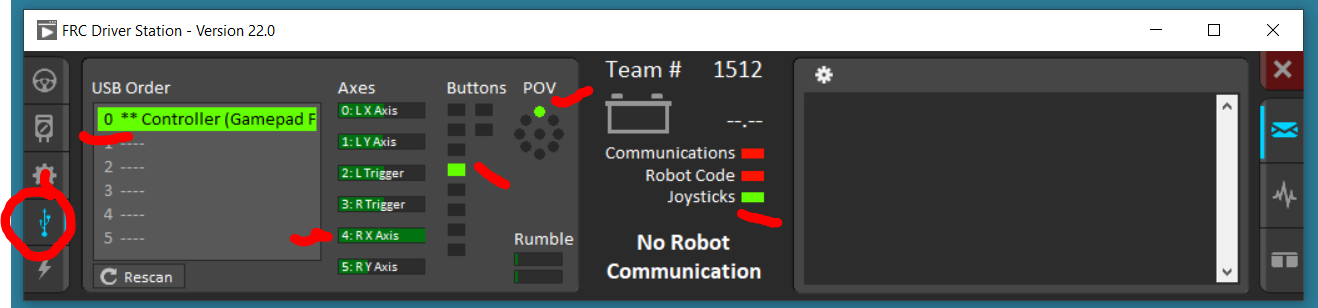 FRC Driver Station - Version 22.0
USB Order
0 ** Controller (Gamepad F
1 ----
2 ----
3 ----
4 ----
5 ----
Rescan
Axes
0: L X Axis
1: L Y Axis
2: L Trigger
3: R Trigger
4: R X Axis
5: R Y Axis
Buttons
POV
Rumble
Team # 1512
--.--
Communications
Robot Code
Joysticks
No Robot
Communication